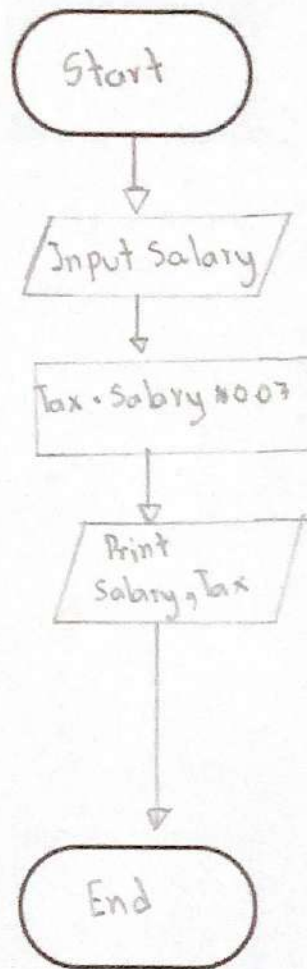 Start
Input Salary
Tax = Salary * 0.07
Print
Salary, Tax
End